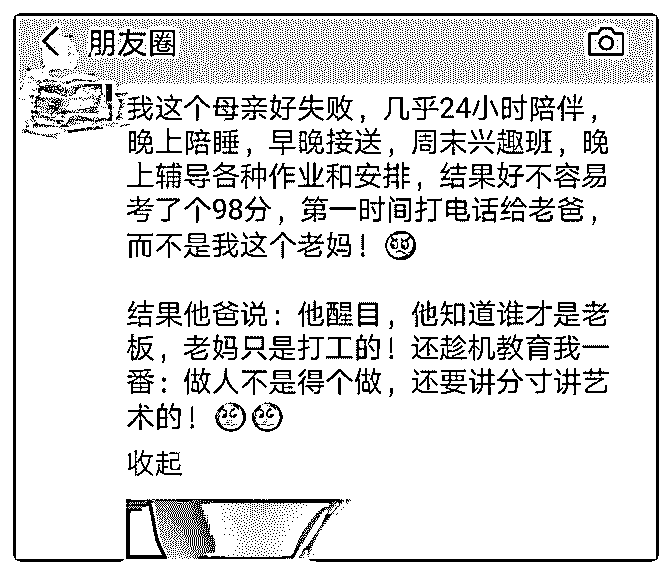 朋友圈
我这个母亲好失败，几乎24小时陪伴，
晚上陪睡，早晚接送，周末兴趣班，晚
上辅导各种作业和安排，结果好不容易
考了个98分，第一时间打电话给老爸，
而不是我这个老妈！
结果他爸说：他醒目，他知道谁才是老
板，老妈只是打工的！还趁机教育我一
番：做人不是得个做，还要讲分寸讲艺
术的！
收起